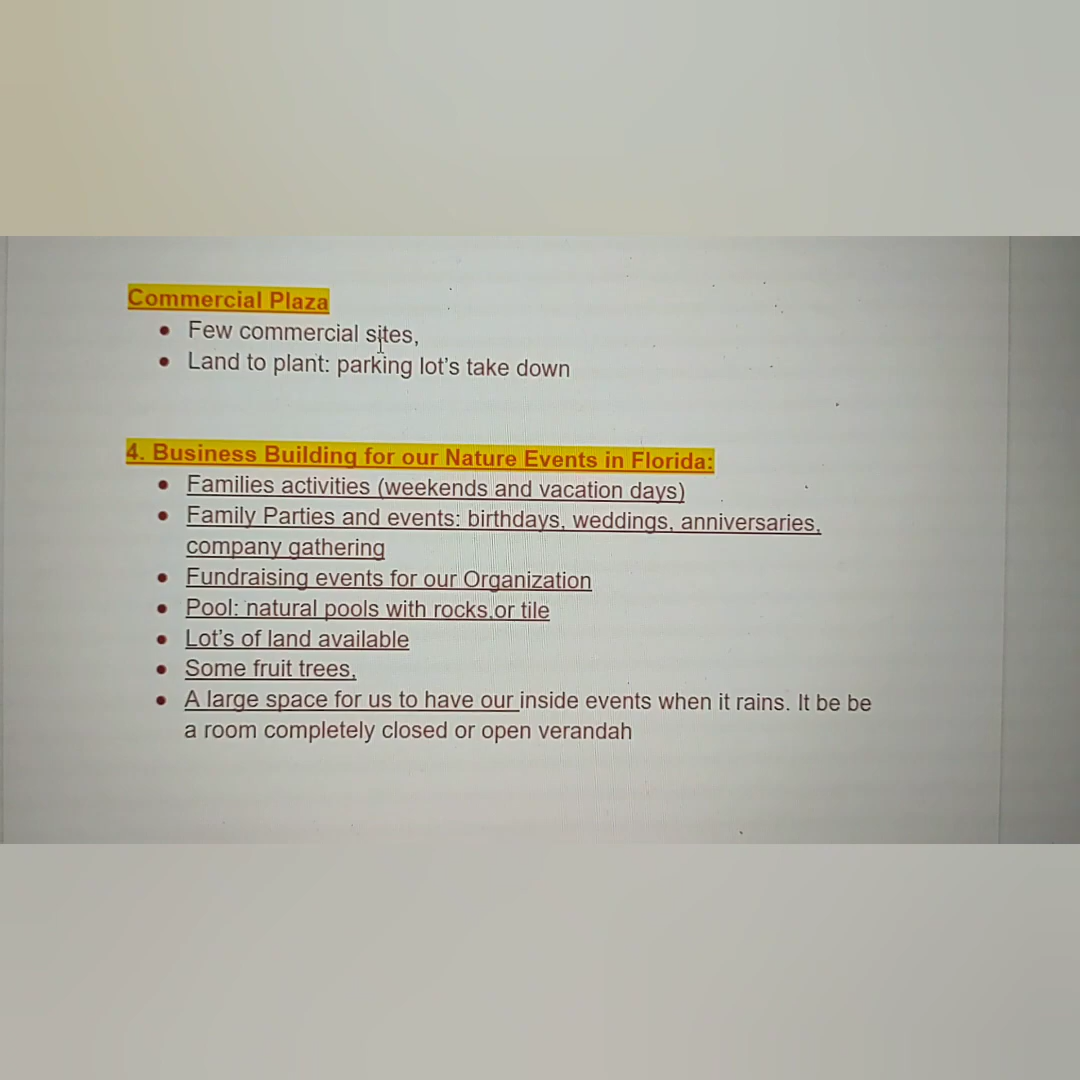 Commercial Plaza
• Few commercial sites,
• Land to plant: parking lot's take down
4. Business Building for our Nature Events in Florida:
• Families activities (weekends and vacation days)
• Family Parties and events: birthdays, weddings, anniversaries,
company gathering
• Fundraising events for our Organization
• Pool: natural pools with rocks,or tile
• Lot's of land available
• Some fruit trees,
• A large space for us to have our inside events when it rains. It be be
a room completely closed or open verandah